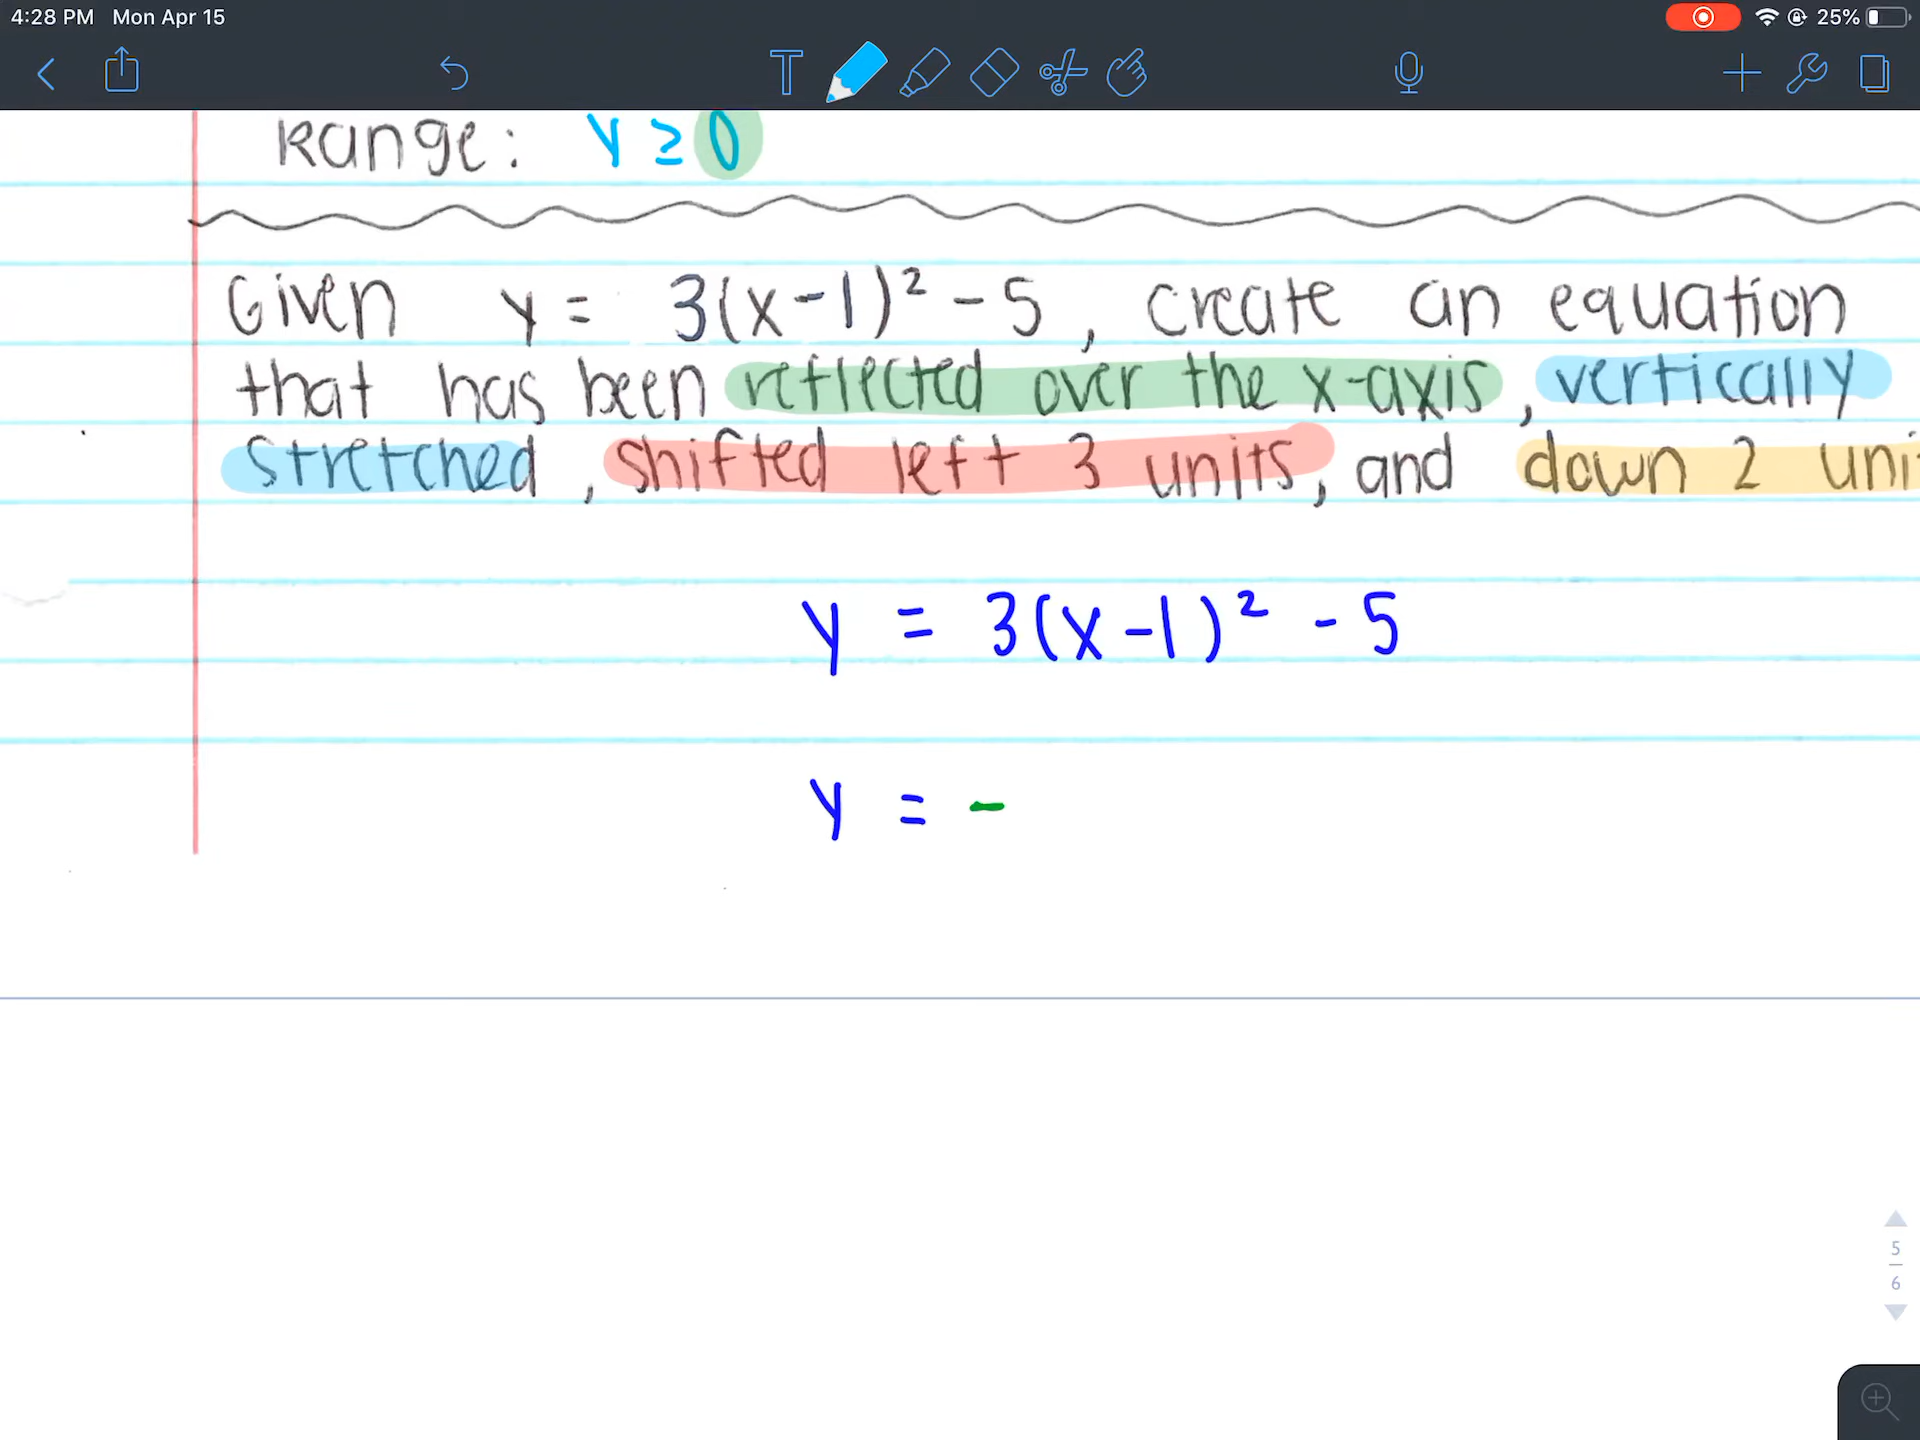 4:28 PM Mon Apr 15 25%
T
Range: y ≥ 0
Given y = 3(x-1)² - 5, create an equation
that has been reflected over the x-axis, vertically
stretched, shifted left 3 units, and down 2 uni
y = 3(x-1)² - 5
y = -
5
6